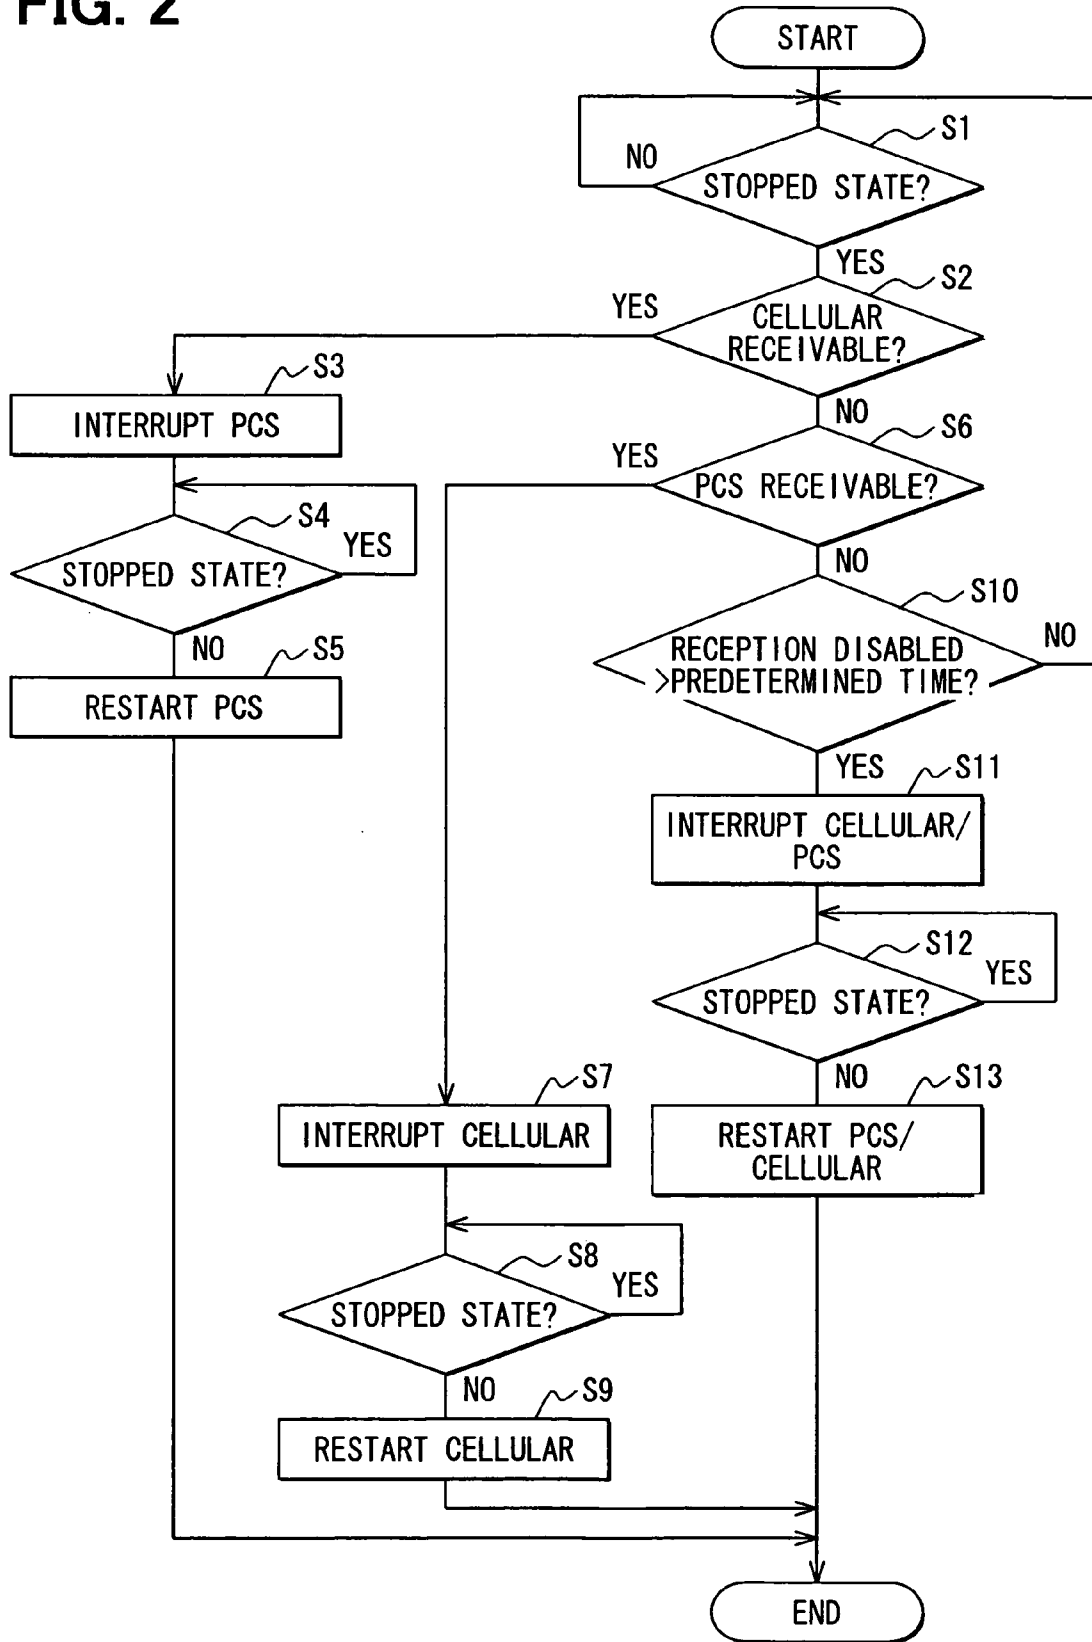 FIG. 2
START
S1
NO
STOPPED STATE?
YES
S2
YES
CELLULAR
RECEIVABLE?
S3
INTERRUPT PCS
NO
S6
YES
PCS RECEIVABLE?
S4
YES
STOPPED STATE?
NO
S5
RESTART PCS
NO
S10
NO
RECEPTION DISABLED
>PREDETERMINED TIME?
YES
S11
INTERRUPT CELLULAR/
PCS
S12
YES
STOPPED STATE?
NO
S13
RESTART PCS/
CELLULAR
S7
INTERRUPT CELLULAR
S8
YES
STOPPED STATE?
NO
S9
RESTART CELLULAR
END